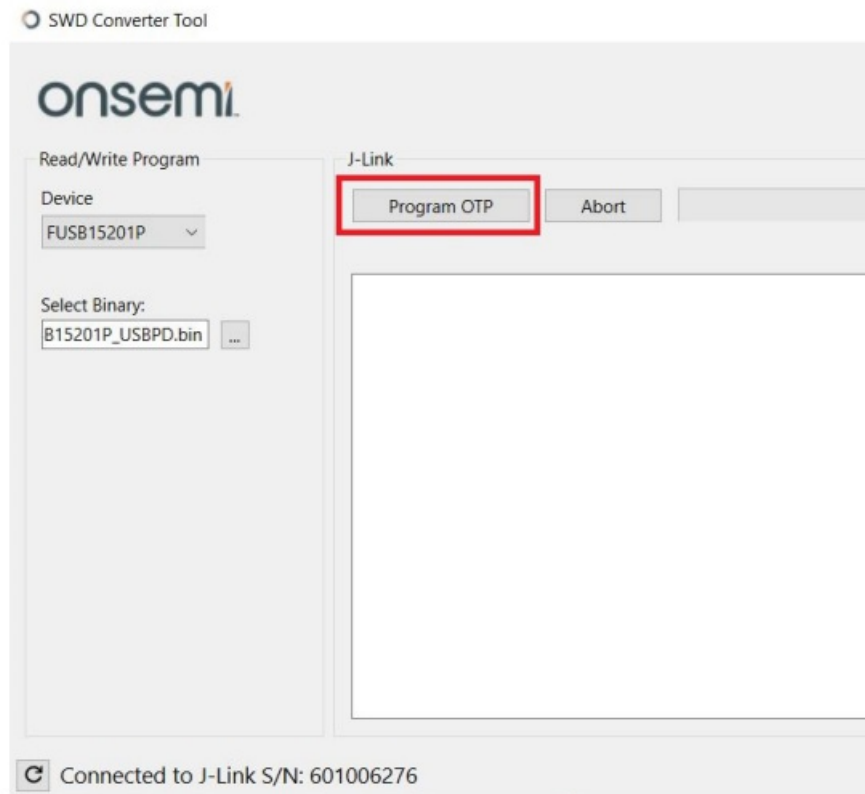 SWD Converter Tool
onsemi
Read/Write Program
Device
FUSB15201P
Select Binary:
B15201P_USBPD.bin
...
J-Link
Program OTP
Abort
Connected to J-Link S/N: 601006276